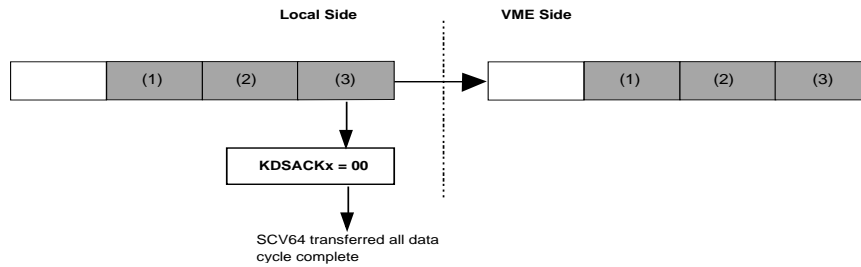 Local Side VME Side
(1) (2) (3) (1) (2) (3)
KDSACKx = 00
SCV64 transferred all data
cycle complete